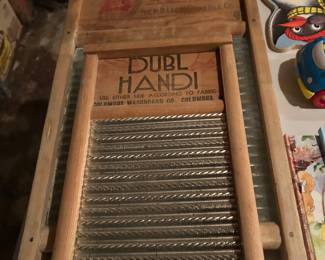 DUBL
HANDI
USE EITHER SIDE ACCORDING TO FABRIC
COLUMBUS WASHBOARD CO. COLUMBUS,